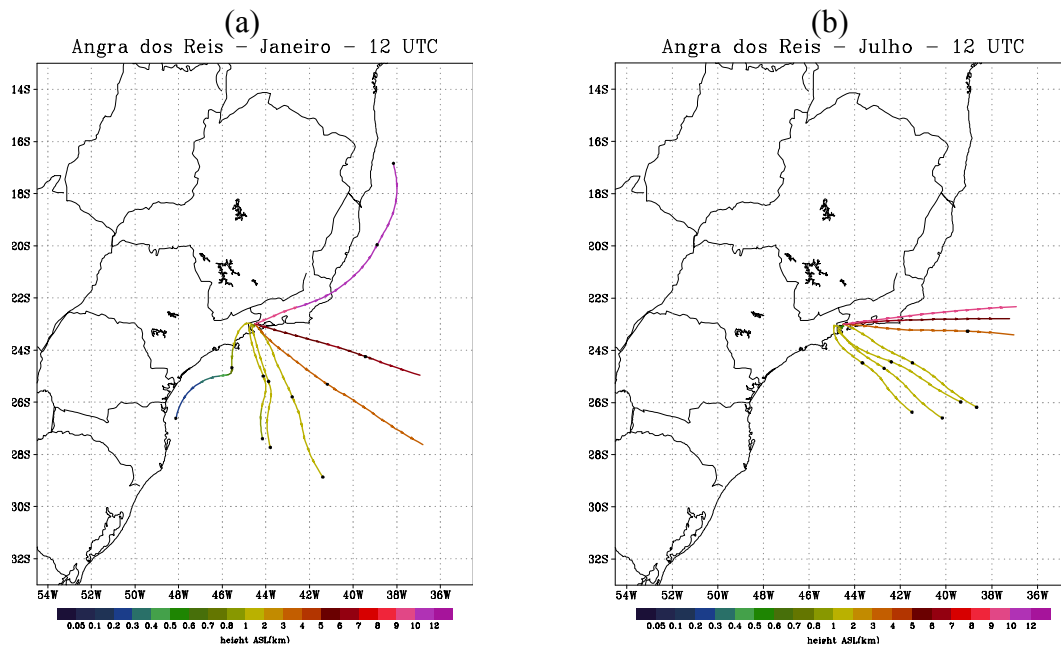 (a) (b)
Angra dos Reis – Janeiro – 12 UTC Angra dos Reis – Julho – 12 UTC
14S 14S
16S 16S
18S 18S
20S 20S
22S 22S
24S 24S
26S 26S
28S 28S
30S 30S
32S 32S
54W 52W 50W 48W 46W 44W 42W 40W 38W 36W 54W 52W 50W 48W 46W 44W 42W 40W 38W 36W
0.05 0.1 0.2 0.3 0.4 0.5 0.6 0.7 0.8 1 2 3 4 5 6 7 8 9 10 12 0.05 0.1 0.2 0.3 0.4 0.5 0.6 0.7 0.8 1 2 3 4 5 6 7 8 9 10 12
height ASL(km) height ASL(km)